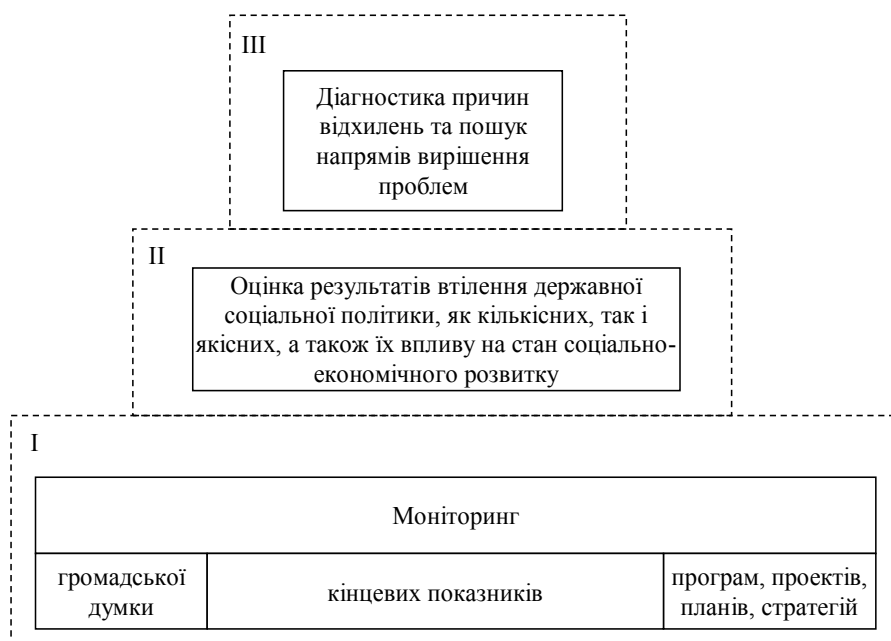 III
Діагностика причин
відхилень та пошук
напрямів вирішення
проблем
II
Оцінка результатів втілення державної
соціальної політики, як кількісних, так і
якісних, а також їх впливу на стан соціально-
економічного розвитку
I
Моніторинг
громадської
думки
кінцевих показників
програм, проектів,
планів, стратегій